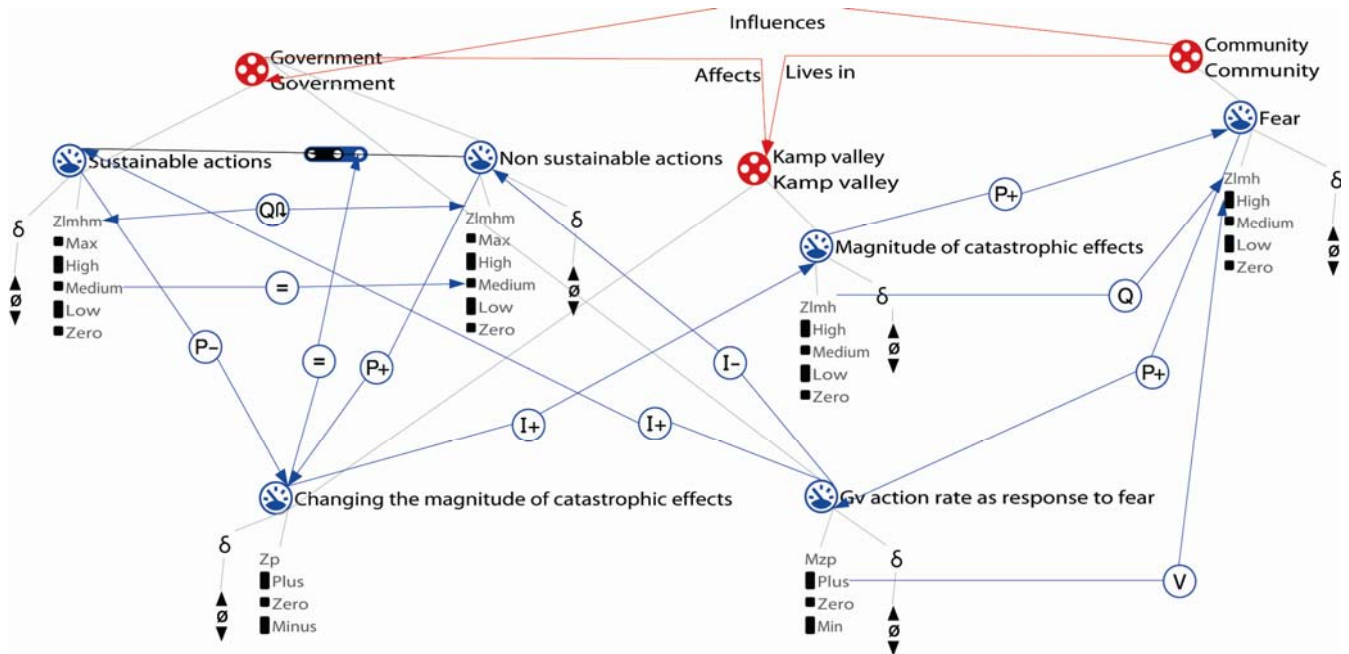 Influences
Government
Government
Affects
Lives in
Community
Community
Fear
Sustainable actions
Non sustainable actions
Kamp valley
Kamp valley
P+
Zlmh
High
Medium
Low
Zero
δ
ø
δ
Zlmhm
Max
High
Medium
Low
Zero
ø
Q
=
Zlmhm
Max
High
Medium
Low
Zero
δ
ø
Magnitude of catastrophic effects
Zlmh
High
Medium
Low
Zero
δ
ø
Q
P-
=
P+
I-
P+
I+
I+
Changing the magnitude of catastrophic effects
Gv action rate as response to fear
δ
ø
Zp
Plus
Zero
Minus
Mzp
Plus
Zero
Min
δ
ø
V